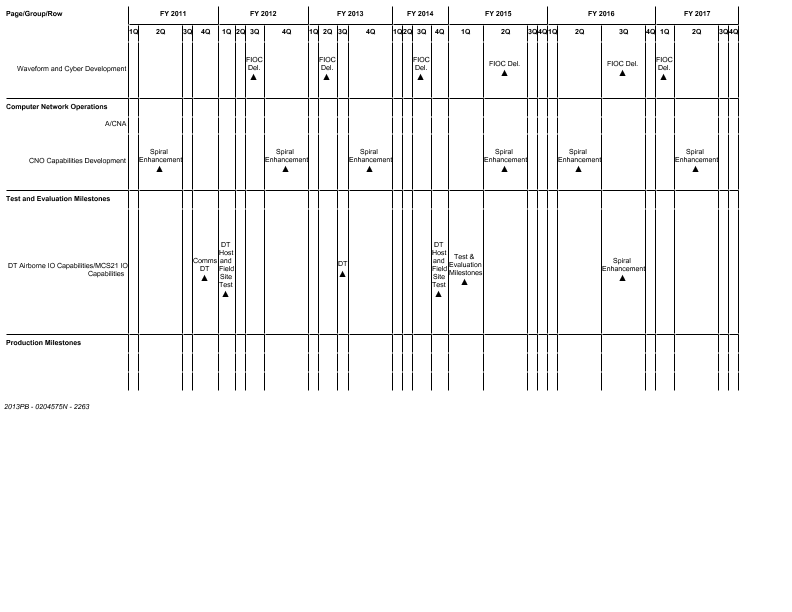 Page/Group/Row FY 2011 FY 2012 FY 2013 FY 2014 FY 2015 FY 2016 FY 2017
1Q 2Q 3Q 4Q 1Q 2Q 3Q 4Q 1Q 2Q 3Q 4Q 1Q 2Q 3Q 4Q 1Q 2Q 3Q 4Q 1Q 2Q 3Q 4Q 1Q 2Q 3Q 4Q
Waveform and Cyber Development
FIOC
Del.
FIOC
Del.
FIOC
Del.
FIOC Del.
FIOC Del.
FIOC
Del.
Computer Network Operations
A/CNA
CNO Capabilities Development
Spiral
Enhancement
Spiral
Enhancement
Spiral
Enhancement
Spiral
Enhancement
Spiral
Enhancement
Spiral
Enhancement
Test and Evaluation Milestones
DT Airborne IO Capabilities/MCS21 IO
Capabilities
Comms
DT
DT
Host
and
Field
Site
Test
DT
DT
Host
and
Field
Site
Test
Test &
Evaluation
Milestones
Spiral
Enhancement
Production Milestones
2013PB - 0204575N - 2263